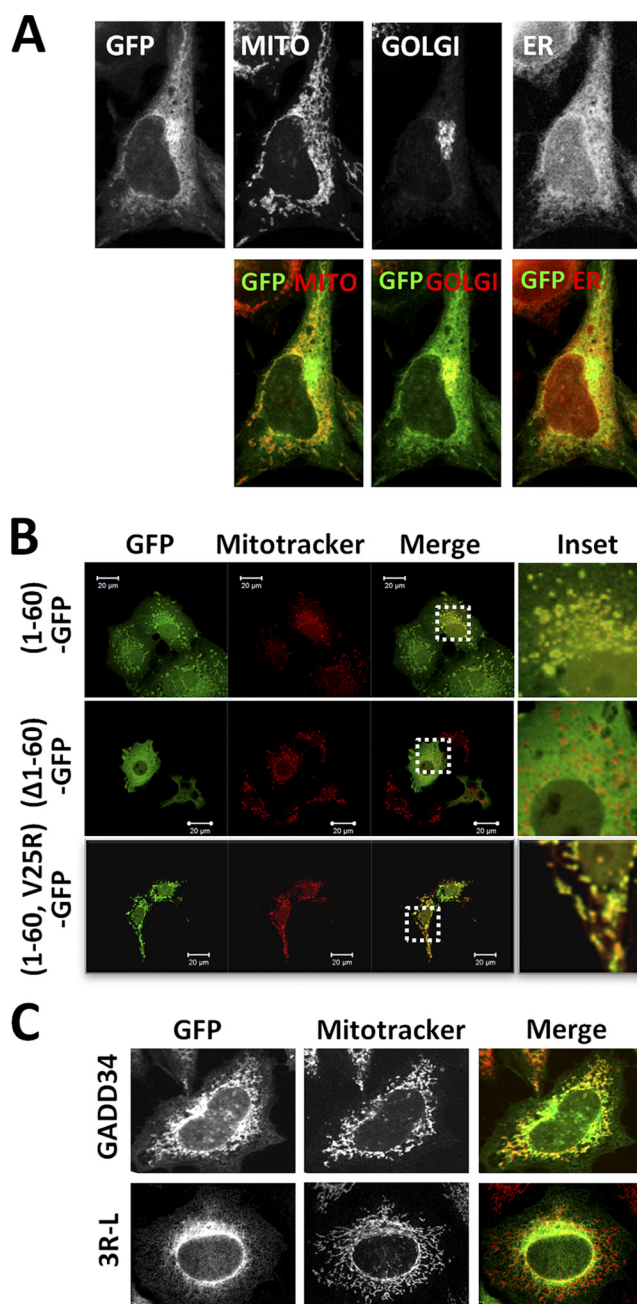 A
GFP
MITO
GOLGI
ER
GFP MITO
GFP GOLGI
GFP ER
B
GFP
Mitotracker
Merge
Inset
(1-60)
-GFP
20 µm
20 µm
(Δ1-60)
-GFP
20 µm
20 µm
20 µm
(1-60, V25R)
-GFP
20 µm
20 µm
20 µm
C
GFP
Mitotracker
Merge
GADD34
3R-L